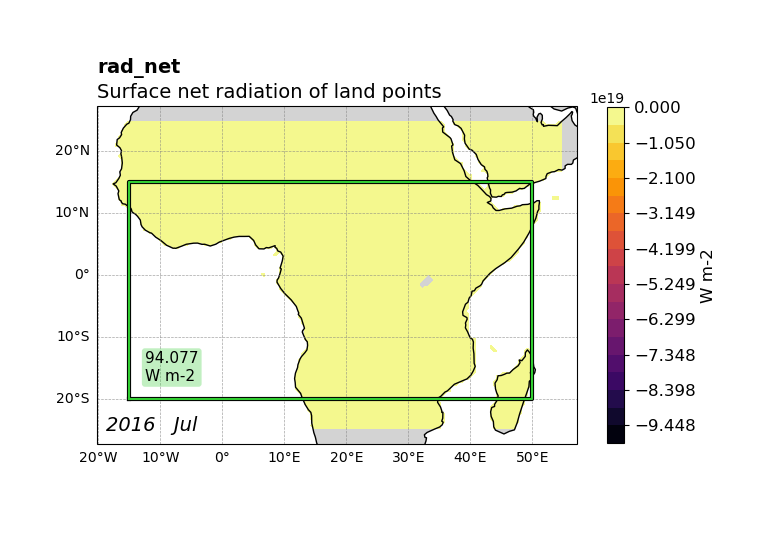 rad_net
Surface net radiation of land points
1e19
0.000
−1.050
−2.100
−3.149
−4.199
−5.249
−6.299
−7.348
−8.398
−9.448
W m-2
20°N
10°N
0°
10°S
20°S
94.077
W m-2
2016 Jul
20°W 10°W 0° 10°E 20°E 30°E 40°E 50°E